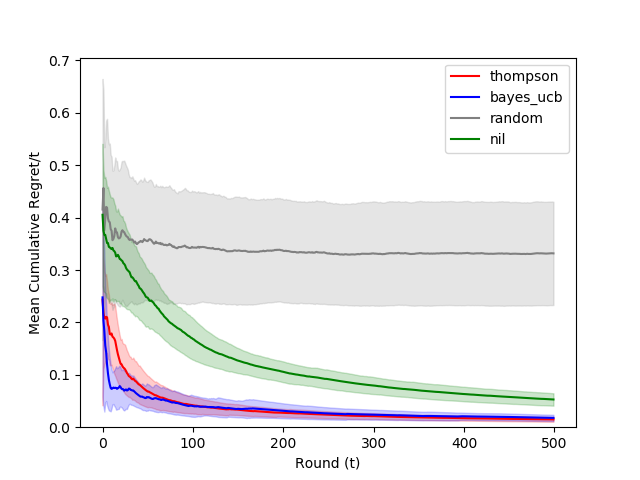 0.7
0.6
0.5
0.4
0.3
0.2
0.1
0.0
Mean Cumulative Regret/t
thompson
bayes_ucb
random
nil
0 100 200 300 400 500
Round (t)